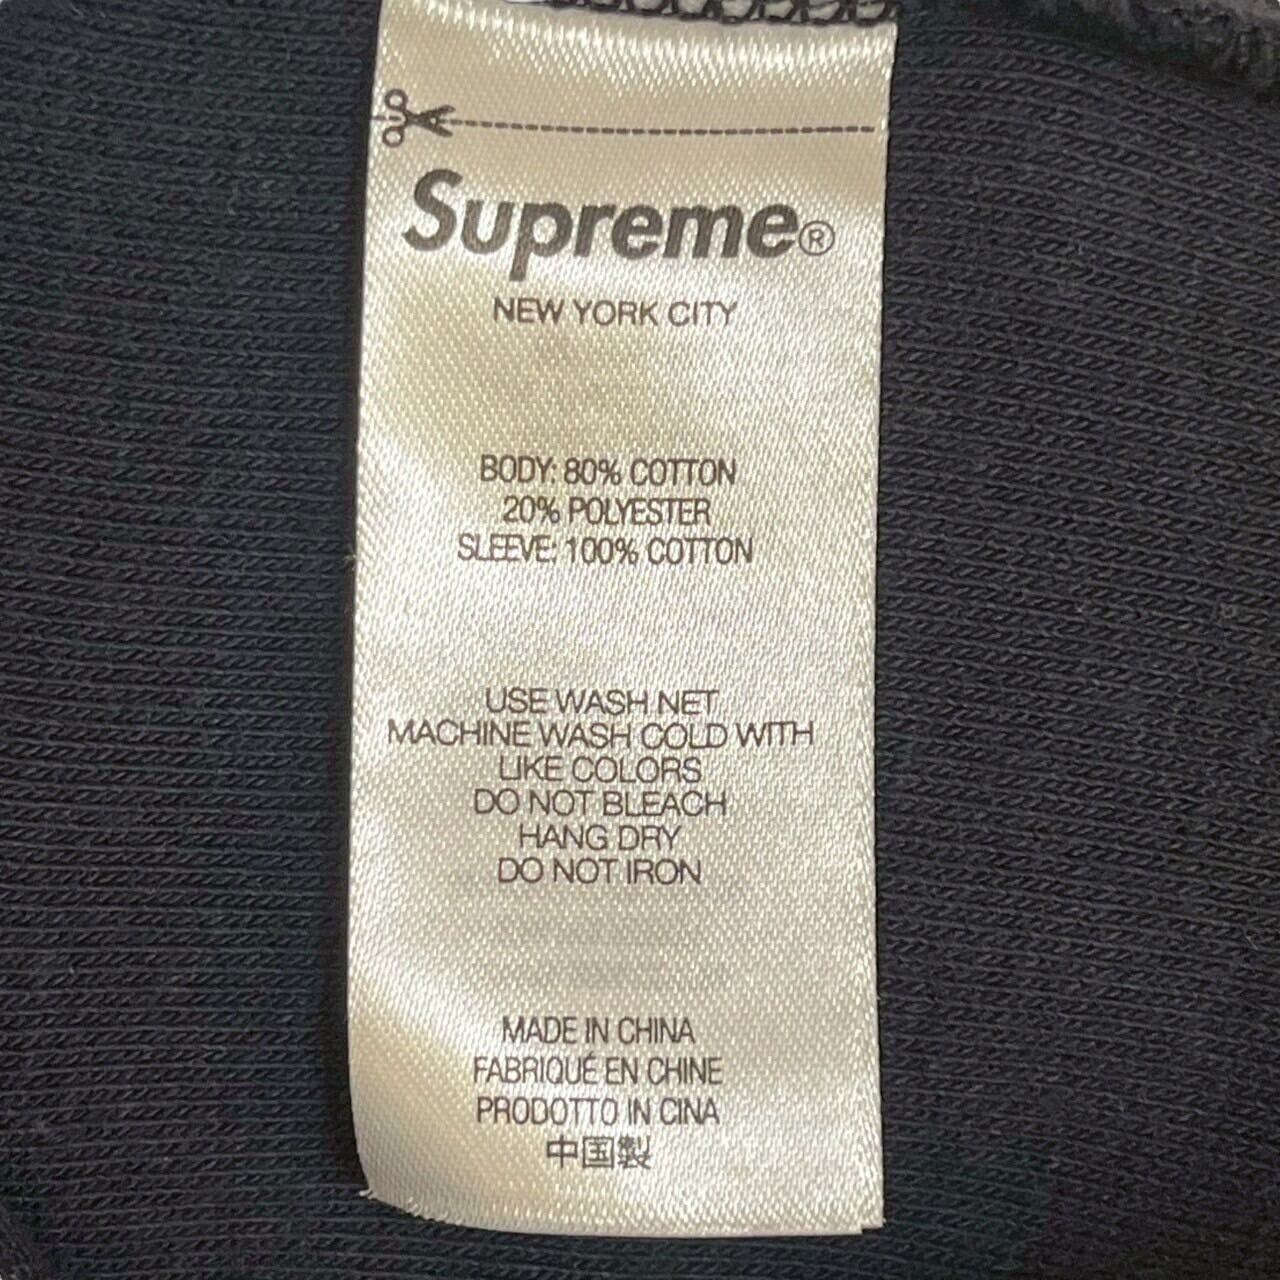 Supreme®
NEW YORK CITY
BODY: 80% COTTON
20% POLYESTER
SLEEVE: 100% COTTON
USE WASH NET
MACHINE WASH COLD WITH
LIKE COLORS
DO NOT BLEACH
HANG DRY
DO NOT IRON
MADE IN CHINA
FABRIQUÉ EN CHINE
PRODOTTO IN CINA
中国製